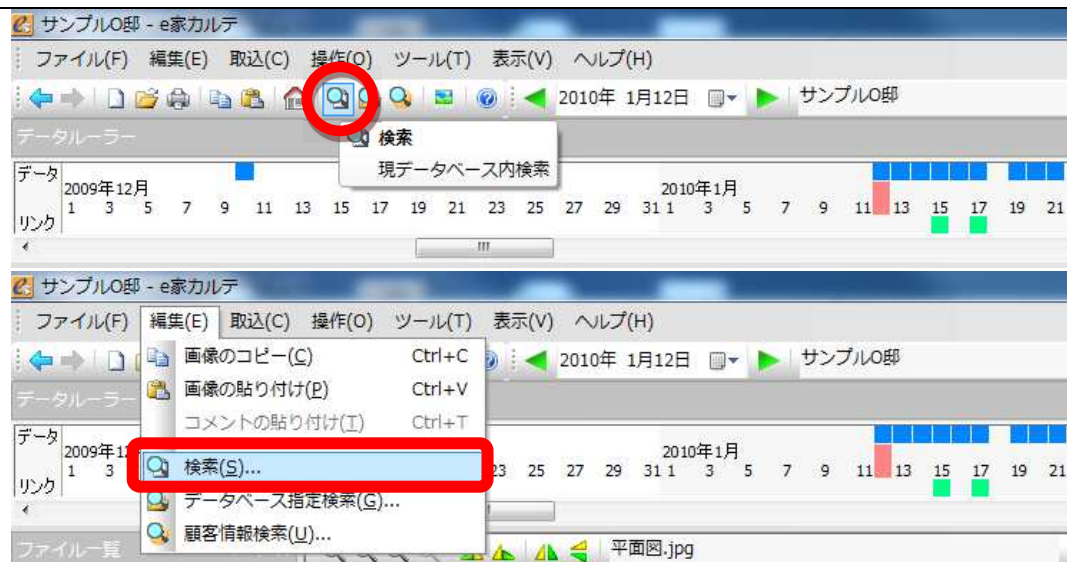 サンプルO邸 - e家カルテ
ファイル(F) 編集(E) 取込(C) 操作(O) ツール(T) 表示(V) ヘルプ(H)
2010年 1月12日 サンプルO邸
データルーラー
検索
現データベース内検索
データ
2009年12月 2010年1月
1 3 5 7 9 11 13 15 17 19 21 23 25 27 29 31 1 3 5 7 9 11 13 15 17 19 21
リンク
サンプルO邸 - e家カルテ
ファイル(F) 編集(E) 取込(C) 操作(O) ツール(T) 表示(V) ヘルプ(H)
画像のコピー(C) Ctrl+C
2010年 1月12日 サンプルO邸
画像の貼り付け(P) Ctrl+V
データルーラー
コメントの貼り付け(T) Ctrl+T
データ
2009年1 2010年1月
1 3 23 25 27 29 31 1 3 5 7 9 11 13 15 17 19 21
検索(S)...
リンク
データベース指定検索(G)...
顧客情報検索(U)...
ファイル一覧 平面図.jpg